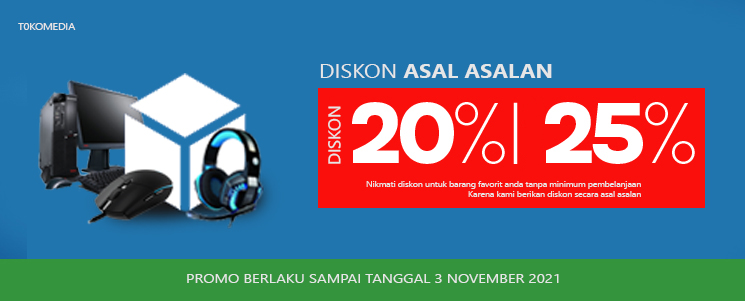 T0KOMEDIA
DISKON ASAL ASALAN
DISKON
20% | 25%
Nikmati diskon untuk barang favorit anda tanpa minimum pembelanjaan
Karena kami berikan diskon secara asal asalan
PROMO BERLAKU SAMPAI TANGGAL 3 NOVEMBER 2021